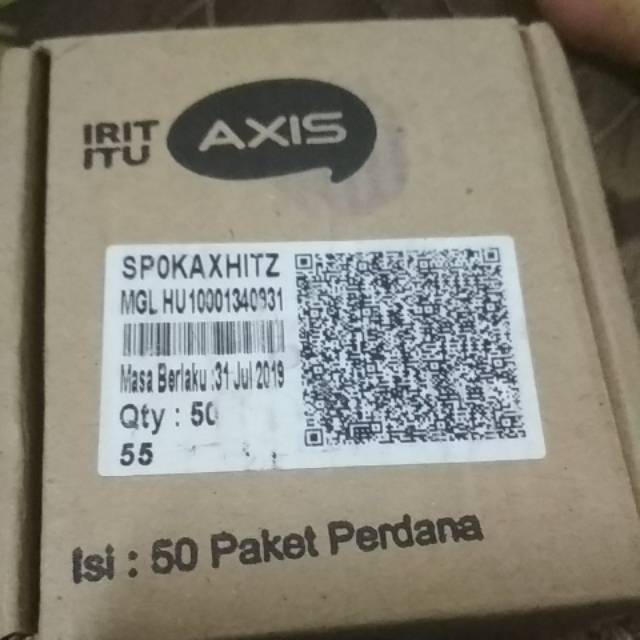 IRIT
ITU
AXIS
SP0KAXHITZ
MGL HU10001340931
Masa Berlaku :31 Jul 2019
Qty : 50
55
Isi : 50 Paket Perdana